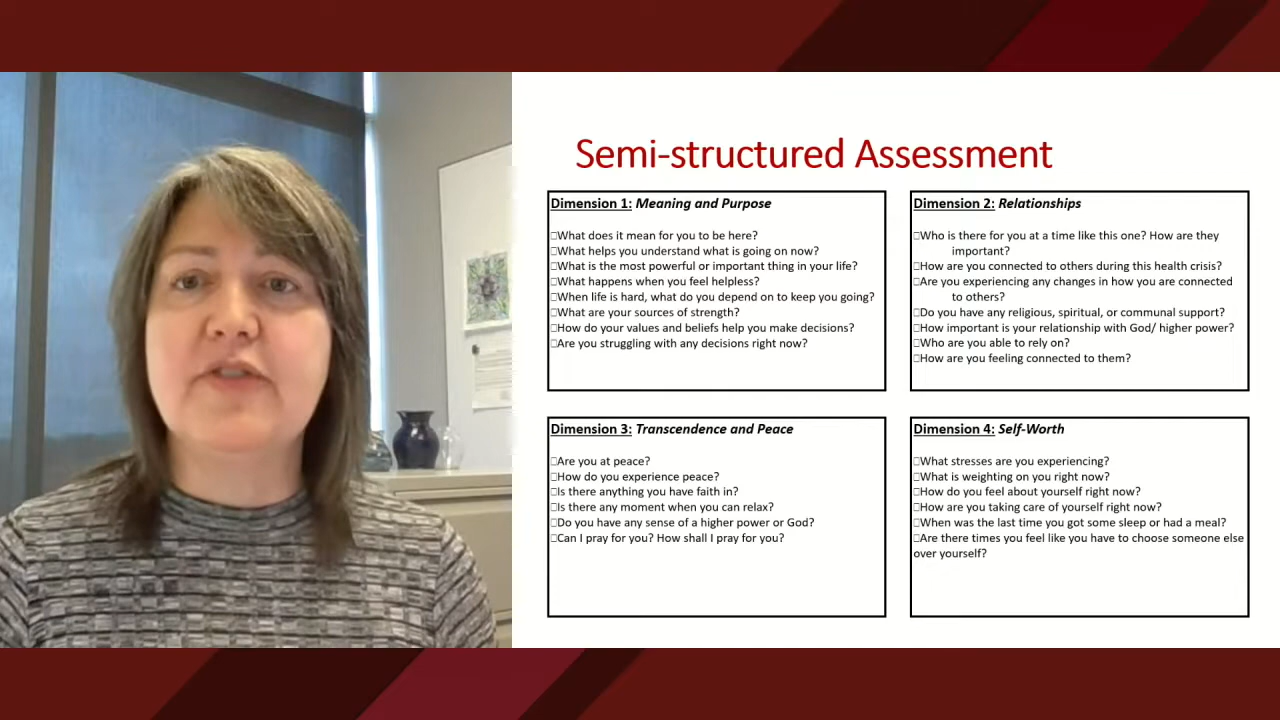 Semi-structured Assessment
Dimension 1: Meaning and Purpose
□What does it mean for you to be here?
□What helps you understand what is going on now?
□What is the most powerful or important thing in your life?
□What happens when you feel helpless?
□When life is hard, what do you depend on to keep you going?
□What are your sources of strength?
□How do your values and beliefs help you make decisions?
□Are you struggling with any decisions right now?
Dimension 2: Relationships
□Who is there for you at a time like this one? How are they
important?
□How are you connected to others during this health crisis?
□Are you experiencing any changes in how you are connected
to others?
□Do you have any religious, spiritual, or communal support?
□How important is your relationship with God/ higher power?
□Who are you able to rely on?
□How are you feeling connected to them?
Dimension 3: Transcendence and Peace
□Are you at peace?
□How do you experience peace?
□Is there anything you have faith in?
□Is there any moment when you can relax?
□Do you have any sense of a higher power or God?
□Can I pray for you? How shall I pray for you?
Dimension 4: Self-Worth
□What stresses are you experiencing?
□What is weighting on you right now?
□How do you feel about yourself right now?
□How are you taking care of yourself right now?
□When was the last time you got some sleep or had a meal?
□Are there times you feel like you have to choose someone else
over yourself?